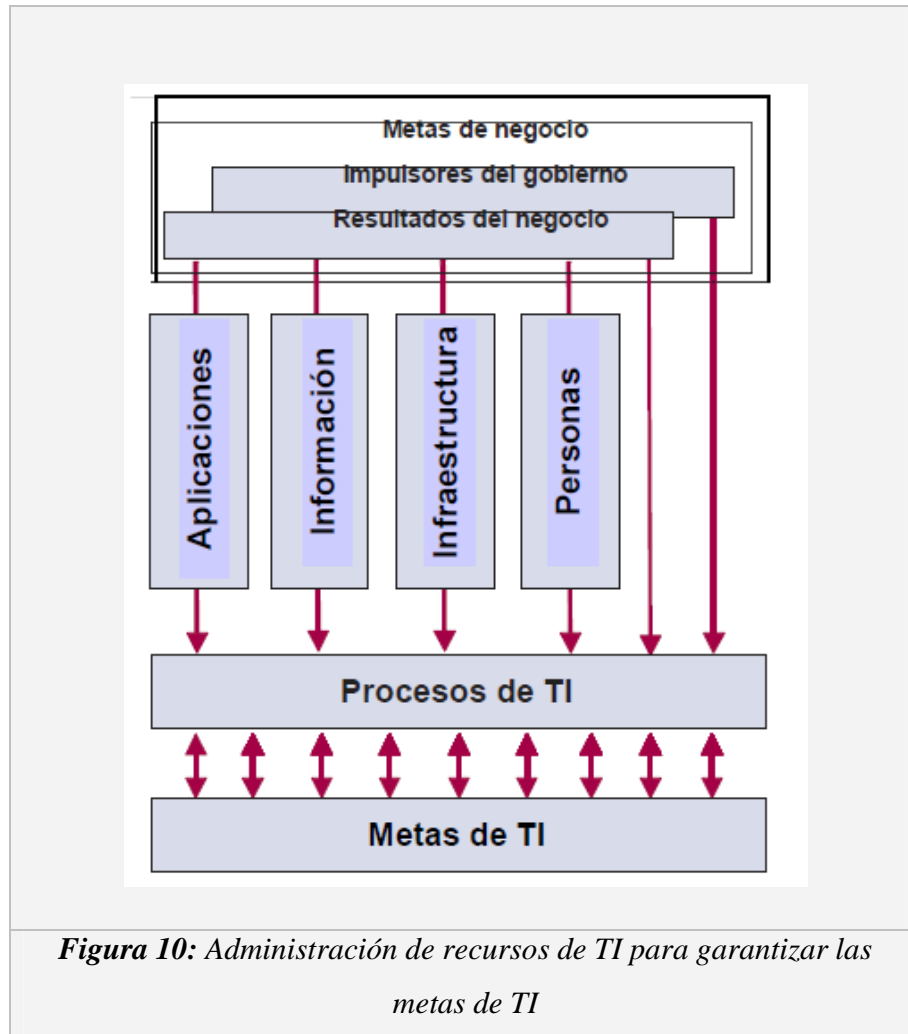 Metas de negocio
Impulsores del gobierno
Resultados del negocio
Aplicaciones
Información
Infraestructura
Personas
Procesos de TI
Metas de TI
Figura 10: Administración de recursos de TI para garantizar las
metas de TI